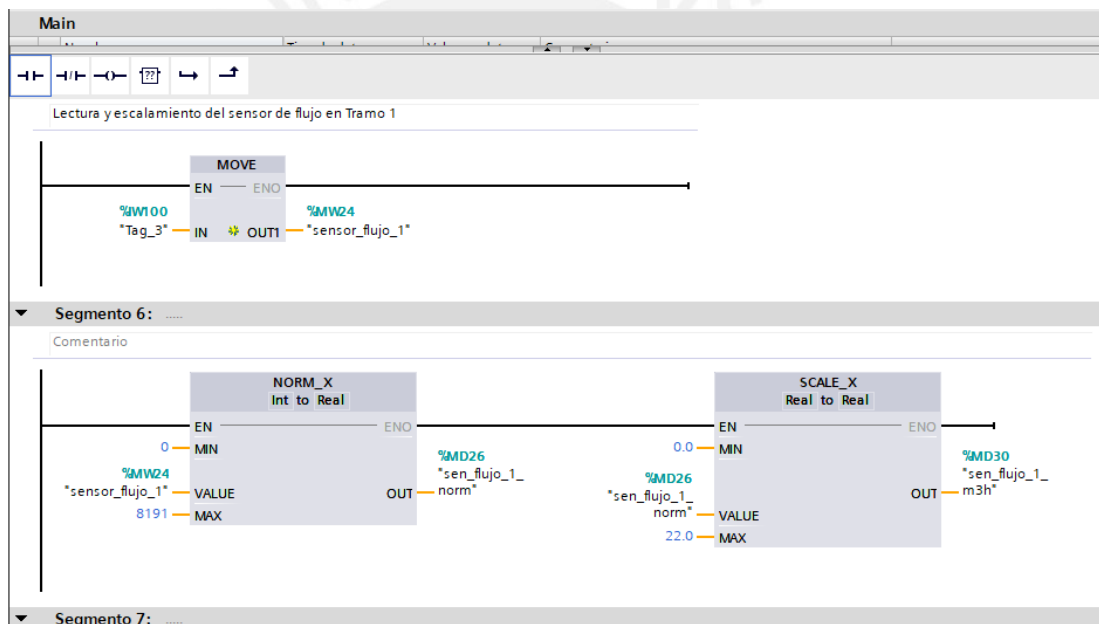 Main
??
Lectura y escalamiento del sensor de flujo en Tramo 1
MOVE
EN ENO
%IW100 %MW24
"Tag_3" IN OUT1 "sensor_flujo_1"
Segmento 6: .....
Comentario
NORM_X SCALE_X
Int to Real Real to Real
EN ENO EN ENO
0 MIN 0.0 MIN
%MD26 %MD30
%MW24 "sen_flujo_1_ %MD26 "sen_flujo_1_
"sensor_flujo_1" VALUE OUT norm" "sen_flujo_1_ OUT m3h"
8191 MAX norm" VALUE
22.0 MAX
Segmento 7: .....